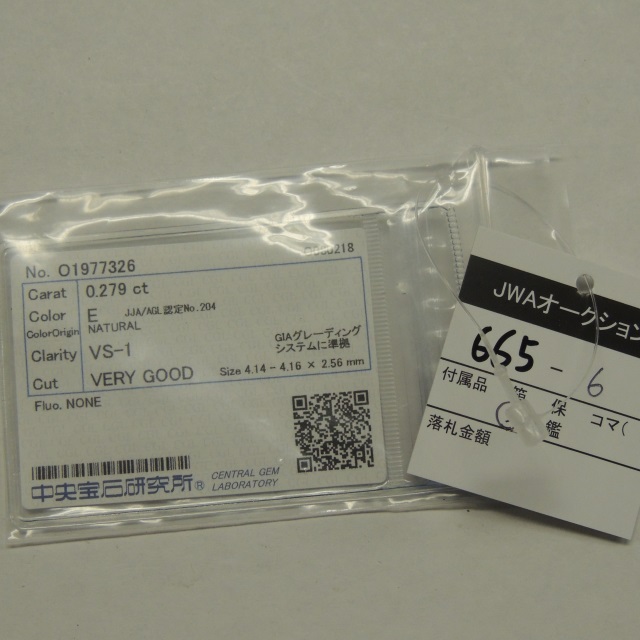 No. O1977326
Carat 0.279 ct
Color E JJA/AGL認定No.204
ColorOrigin NATURAL
GIAグレーディング
システムに準拠
Clarity VS-1
Cut VERY GOOD Size 4.14 - 4.16 × 2.56 mm
Fluo. NONE
中央宝石研究所® CENTRAL GEM
LABORATORY
JWAオークション
665 - 6
付属品 箱 保 コマ(
鑑
落札金額